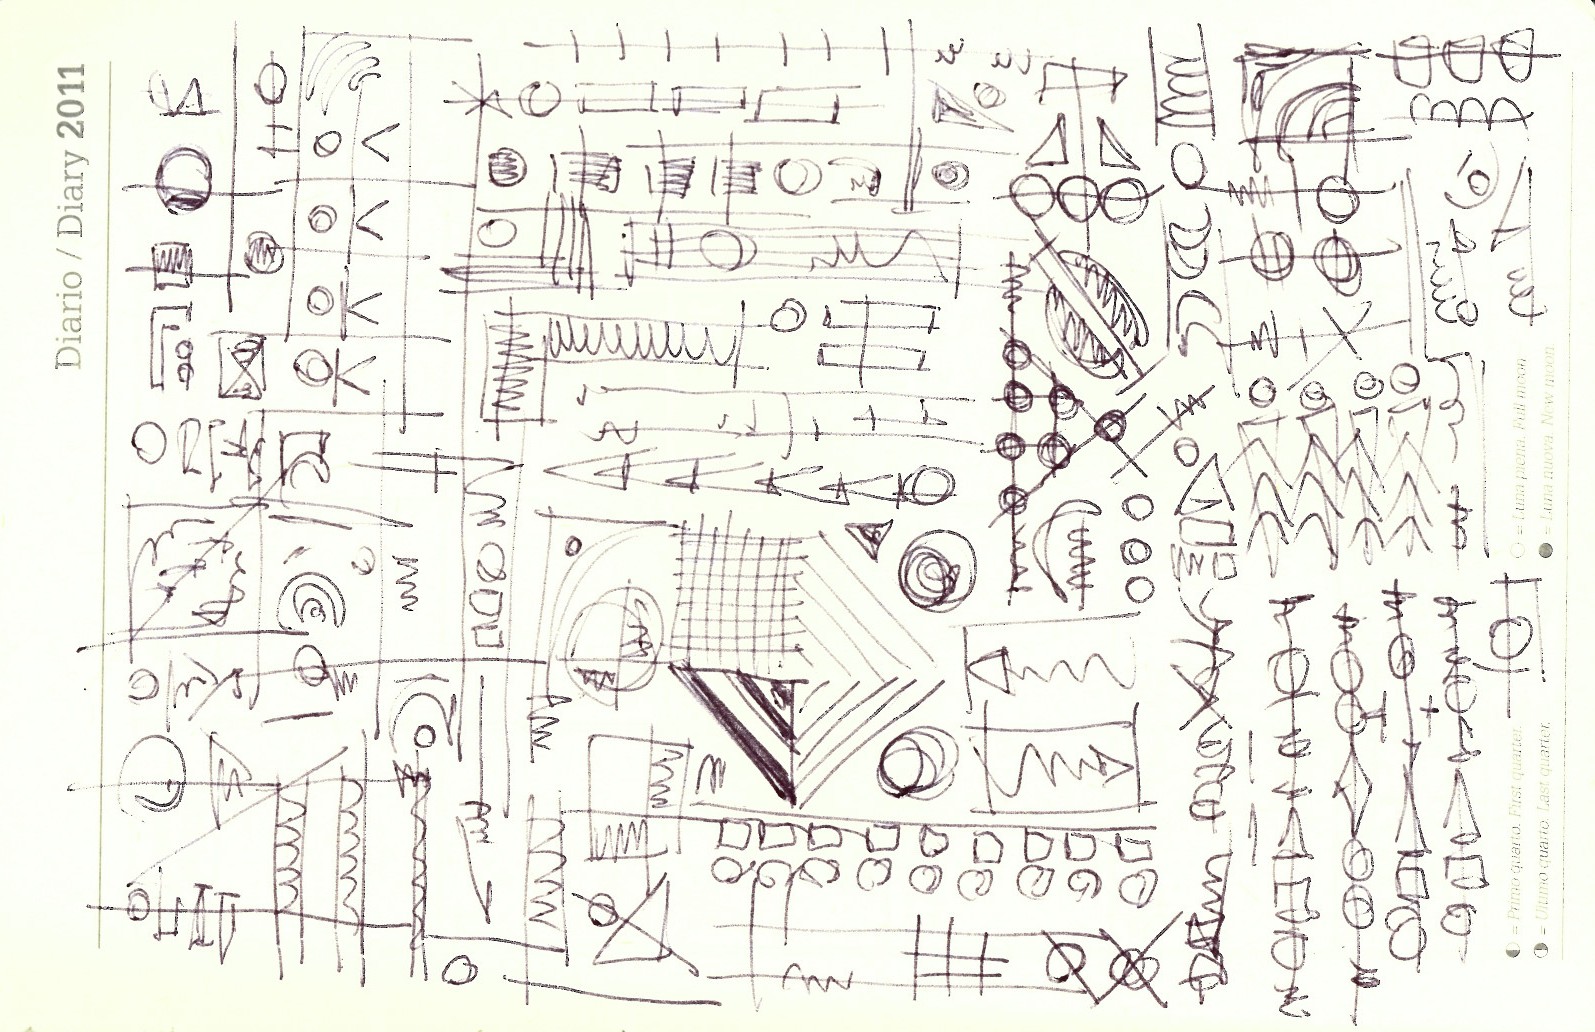 Diario / Diary 2011
○ = Luna piena. Full moon
● = Luna nuova. New moon
◐ = Primo quarto. First quarter.
◑ = Ultimo quarto. Last quarter.